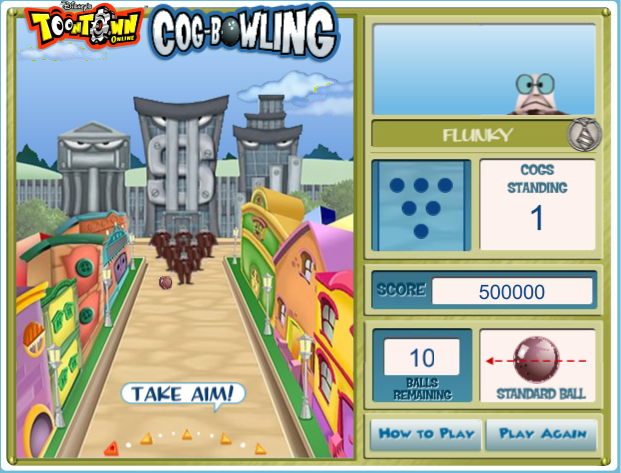 Disney's
TOONTOWN
ONLINE
COG-BOWLING
FLUNKY
COGS
STANDING
1
SCORE 500000
10
BALLS
REMAINING
STANDARD BALL
TAKE AIM!
HOW TO PLAY
PLAY AGAIN